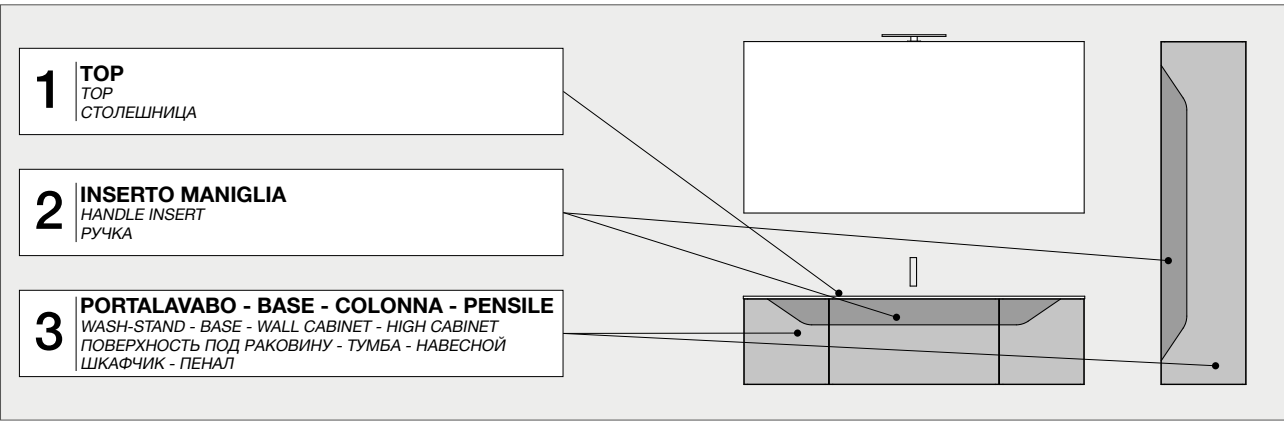 1
TOP
TOP
СТОЛЕШНИЦА
2
INSERTO MANIGLIA
HANDLE INSERT
РУЧКА
3
PORTALAVABO - BASE - COLONNA - PENSILE
WASH-STAND - BASE - WALL CABINET - HIGH CABINET
ПОВЕРХНОСТЬ ПОД РАКОВИНУ - ТУМБА - НАВЕСНОЙ
ШКАФЧИК - ПЕНАЛ